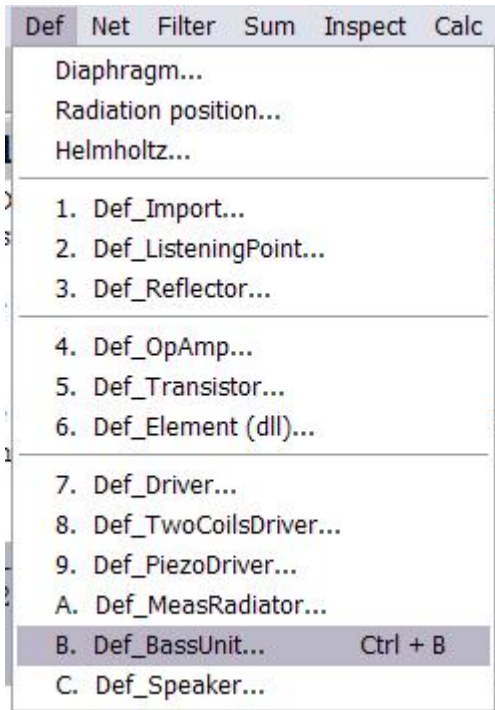 Def Net Filter Sum Inspect Calc
Diaphragm...
Radiation position...
Helmholtz...
1. Def_Import...
2. Def_ListeningPoint...
3. Def_Reflector...
4. Def_OpAmp...
5. Def_Transistor...
6. Def_Element (dll)...
7. Def_Driver...
8. Def_TwoCoilsDriver...
9. Def_PiezoDriver...
A. Def_MeasRadiator...
B. Def_BassUnit... Ctrl + B
C. Def_Speaker...